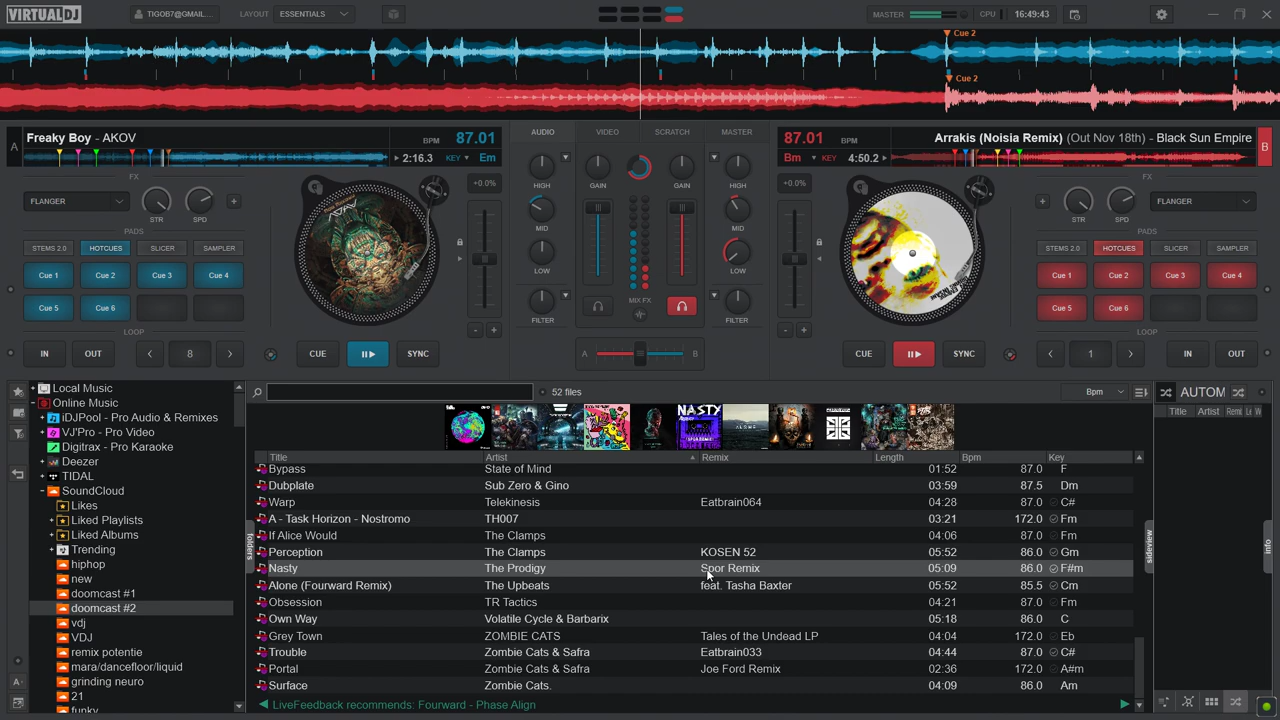 VIRTUALDJ
TIGO87@GMAIL...
LAYOUT ESSENTIALS
MASTER
CPU
16:49:43
Cue 2
Cue 2
A
Freaky Boy - AKOV
BPM 87.01
2:16.3 KEY Em
AUDIO VIDEO SCRATCH MASTER
87.01 BPM
Arrakis (Noisia Remix) (Out Nov 18th) - Black Sun Empire
Bm KEY 4:50.2
B
FX
FLANGER
STR SPD
+0.0%
HIGH GAIN GAIN HIGH
MID MID
LOW LOW
MIX FX
FILTER FILTER
+0.0%
FX
STR SPD
FLANGER
PADS
STEMS 2.0 HOTCUES SLICER SAMPLER
Cue 1 Cue 2 Cue 3 Cue 4
Cue 5 Cue 6
PADS
STEMS 2.0 HOTCUES SLICER SAMPLER
Cue 1 Cue 2 Cue 3 Cue 4
Cue 5 Cue 6
LOOP
IN OUT 8
CUE SYNC
- +
A B
- +
CUE SYNC
LOOP
1 IN OUT
Local Music
Online Music
iDJPool - Pro Audio & Remixes
VJ'Pro - Pro Video
Digitrax - Pro Karaoke
Deezer
TIDAL
SoundCloud
Likes
Liked Playlists
Liked Albums
Trending
hiphop
new
doomcast #1
doomcast #2
vdj
VDJ
remix potentie
mara/dancefloor/liquid
grinding neuro
21
funky
folders
52 files
Bpm
NASTY
Title Artist Remix Length Bpm Key
Bypass State of Mind 01:52 87.0 F
Dubplate Sub Zero & Gino 03:59 87.5 Dm
Warp Telekinesis Eatbrain064 04:28 87.0 C#
A - Task Horizon - Nostromo TH007 03:21 172.0 Fm
If Alice Would The Clamps 04:06 87.0 Fm
Perception The Clamps KOSEN 52 05:52 86.0 Gm
Nasty The Prodigy Spor Remix 05:09 86.0 F#m
Alone (Fourward Remix) The Upbeats feat. Tasha Baxter 05:52 85.5 Cm
Obsession TR Tactics 04:21 86.0 Fm
Own Way Volatile Cycle & Barbarix 05:18 86.0 C
Grey Town ZOMBIE CATS Tales of the Undead LP 04:04 172.0 Eb
Trouble Zombie Cats & Safra Eatbrain033 04:44 87.0 C#
Portal Zombie Cats & Safra Joe Ford Remix 02:36 172.0 A#m
Surface Zombie Cats. 04:09 86.0 Am
LiveFeedback recommends: Fourward - Phase Align
sideview
AUTOM
Title Artist Remi
info